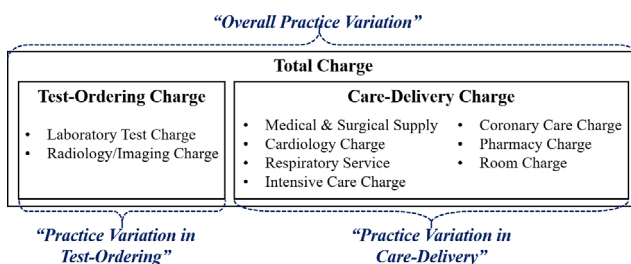 “Overall Practice Variation”
Total Charge
Test-Ordering Charge
• Laboratory Test Charge
• Radiology/Imaging Charge
Care-Delivery Charge
• Medical & Surgical Supply
• Cardiology Charge
• Respiratory Service
• Intensive Care Charge
• Coronary Care Charge
• Pharmacy Charge
• Room Charge
“Practice Variation in
Test-Ordering”
“Practice Variation in
Care-Delivery”